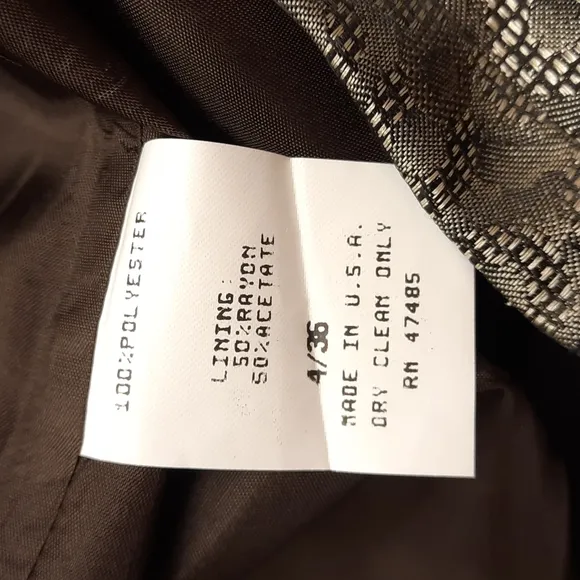 100%POLYESTER
LINING:
50%RAYON
50%ACETATE
4/36
MADE IN U.S.A.
DRY CLEAN ONLY
RN 47485